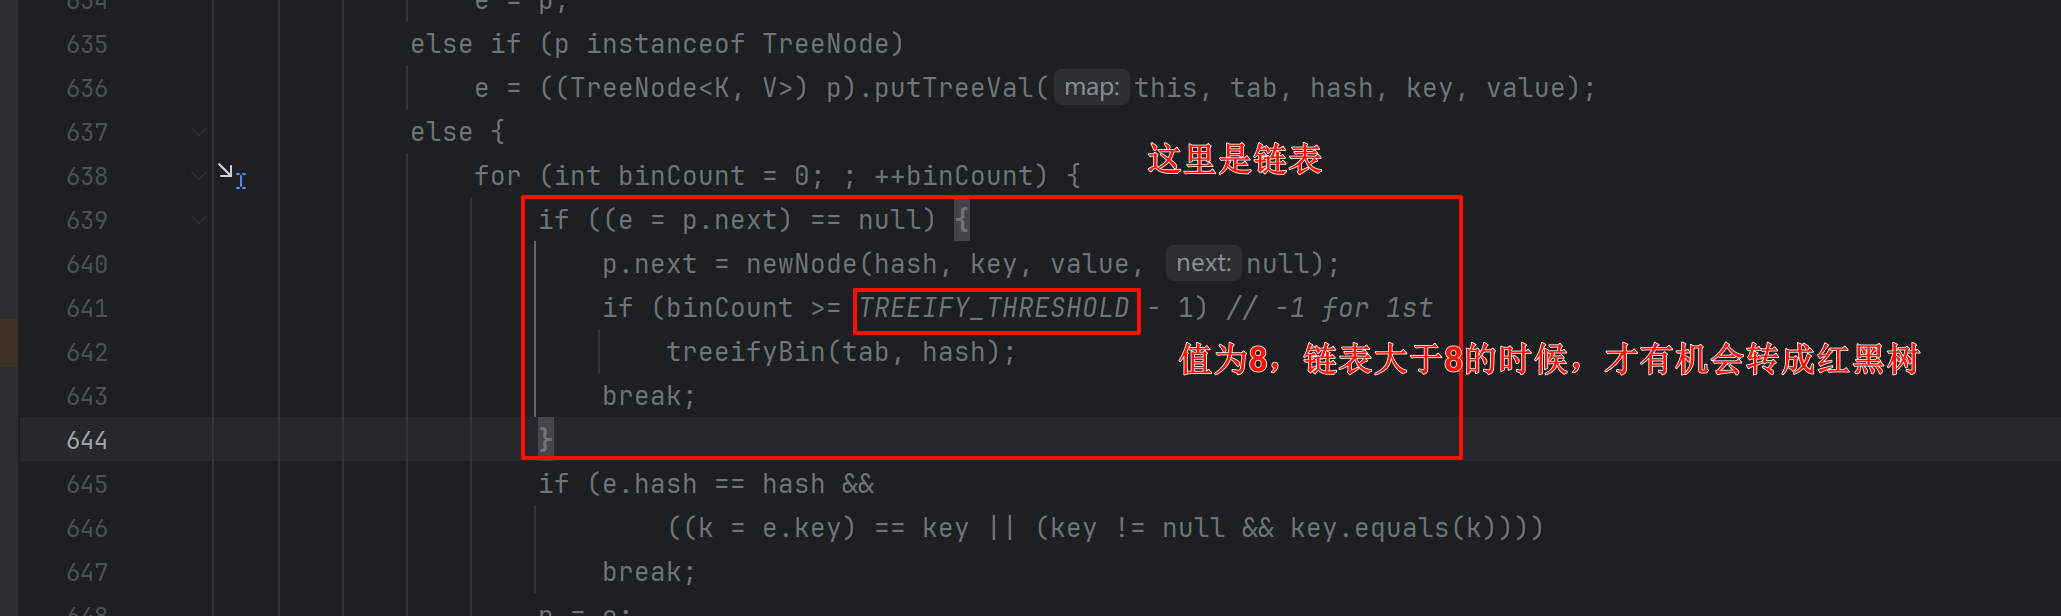 634 e = p;
635 else if (p instanceof TreeNode)
636 e = ((TreeNode<K, V>) p).putTreeVal( map: this, tab, hash, key, value);
637 else {
这里是链表
638 for (int binCount = 0; ; ++binCount) {
639 if ((e = p.next) == null) {
640 p.next = newNode(hash, key, value, next: null);
641 if (binCount >= TREEIFY_THRESHOLD - 1) // -1 for 1st
642 treeifyBin(tab, hash);
值为8，链表大于8的时候，才有机会转成红黑树
643 break;
644 }
645 if (e.hash == hash &&
646 ((k = e.key) == key || (key != null && key.equals(k))))
647 break;
648 p = e;